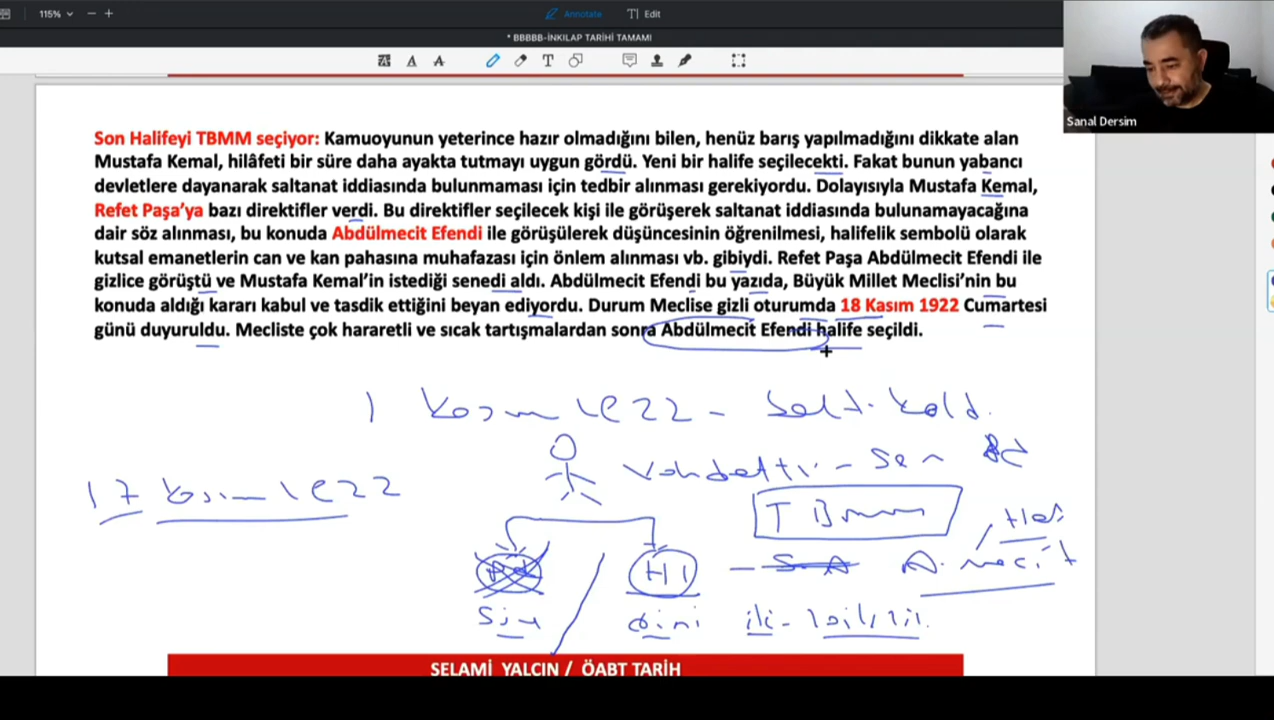 115%
Annotate
Edit
* BBBBB-İNKILAP TARİHİ TAMAMI
Sanal Dersim
Son Halifeyi TBMM seçiyor: Kamuoyunun yeterince hazır olmadığını bilen, henüz barış yapılmadığını dikkate alan
Mustafa Kemal, hilâfeti bir süre daha ayakta tutmayı uygun gördü. Yeni bir halife seçilecekti. Fakat bunun yabancı
devletlere dayanarak saltanat iddiasında bulunmaması için tedbir alınması gerekiyordu. Dolayısıyla Mustafa Kemal,
Refet Paşa'ya bazı direktifler verdi. Bu direktifler seçilecek kişi ile görüşerek saltanat iddiasında bulunamayacağına
dair söz alınması, bu konuda Abdülmecit Efendi ile görüşülerek düşüncesinin öğrenilmesi, halifelik sembolü olarak
kutsal emanetlerin can ve kan pahasına muhafazası için önlem alınması vb. gibiydi. Refet Paşa Abdülmecit Efendi ile
gizlice görüştü ve Mustafa Kemal'in istediği senedi aldı. Abdülmecit Efendi bu yazıda, Büyük Millet Meclisi'nin bu
konuda aldığı kararı kabul ve tasdik ettiğini beyan ediyordu. Durum Meclise gizli oturumda 18 Kasım 1922 Cumartesi
günü duyuruldu. Mecliste çok hararetli ve sıcak tartışmalardan sonra Abdülmecit Efendi halife seçildi.
1 Kasım 1922 - Salt. Kald.
Vahdettin - Sen
17 Kasım 1922
TBMM
Hal
HI
S A A. mecit
dini iki
SELAMİ YALÇIN / ÖABT TARİH